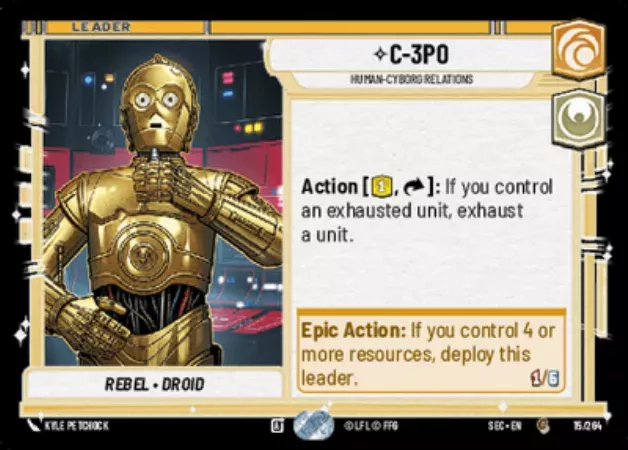 LEADER
C-3PO
HUMAN-CYBORG RELATIONS
Action [1, ]: If you control
an exhausted unit, exhaust
a unit.
Epic Action: If you control 4 or
more resources, deploy this
leader.
1/6
REBEL • DROID
KYLE PETCHOCK
©LFL © FFG
SEC • EN
15/264